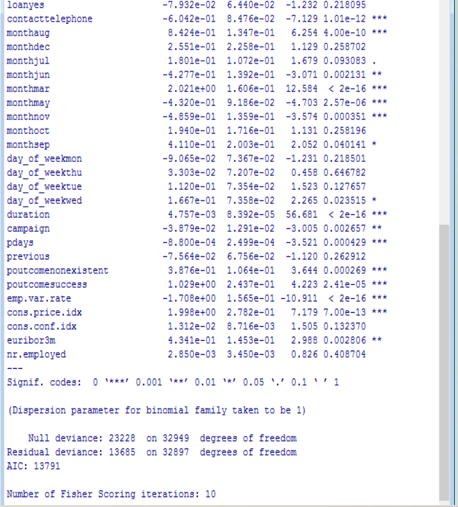 loanyes -7.932e-02 6.440e-02 -1.232 0.218095
contacttelephone -6.042e-01 8.476e-02 -7.129 1.01e-12 ***
monthaug 8.424e-01 1.347e-01 6.254 4.00e-10 ***
monthdec 2.551e-01 2.258e-01 1.129 0.258702
monthjul 1.801e-01 1.072e-01 1.679 0.093083 .
monthjun -4.277e-01 1.392e-01 -3.071 0.002131 **
monthmar 2.021e+00 1.606e-01 12.584 < 2e-16 ***
monthmay -4.320e-01 9.186e-02 -4.703 2.57e-06 ***
monthnov -4.859e-01 1.359e-01 -3.574 0.000351 ***
monthoct 1.940e-01 1.716e-01 1.131 0.258196
monthsep 4.110e-01 2.003e-01 2.052 0.040141 *
day_of_weekmon -9.065e-02 7.367e-02 -1.231 0.218501
day_of_weekthu 3.303e-02 7.207e-02 0.458 0.646782
day_of_weektue 1.120e-01 7.354e-02 1.523 0.127657
day_of_weekwed 1.667e-01 7.358e-02 2.265 0.023515 *
duration 4.757e-03 8.392e-05 56.681 < 2e-16 ***
campaign -3.879e-02 1.291e-02 -3.005 0.002657 **
pdays -8.800e-04 2.499e-04 -3.521 0.000429 ***
previous -7.564e-02 6.756e-02 -1.120 0.262912
poutcomenonexistent 3.876e-01 1.064e-01 3.644 0.000269 ***
poutcomesuccess 1.029e+00 2.437e-01 4.223 2.41e-05 ***
emp.var.rate -1.708e+00 1.565e-01 -10.911 < 2e-16 ***
cons.price.idx 1.998e+00 2.782e-01 7.179 7.00e-13 ***
cons.conf.idx 1.312e-02 8.716e-03 1.505 0.132370
euribor3m 4.341e-01 1.453e-01 2.988 0.002806 **
nr.employed 2.850e-03 3.450e-03 0.826 0.408704
---
Signif. codes: 0 ‘***’ 0.001 ‘**’ 0.01 ‘*’ 0.05 ‘.’ 0.1 ‘ ’ 1
(Dispersion parameter for binomial family taken to be 1)
Null deviance: 23228 on 32949 degrees of freedom
Residual deviance: 13685 on 32897 degrees of freedom
AIC: 13791
Number of Fisher Scoring iterations: 10